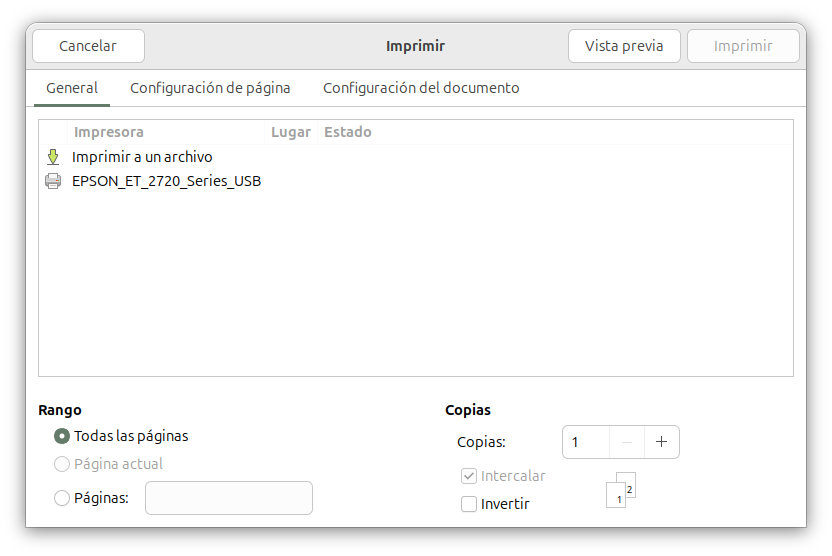 Cancelar Imprimir Vista previa Imprimir
General Configuración de página Configuración del documento
Impresora Lugar Estado
Imprimir a un archivo
EPSON_ET_2720_Series_USB
Rango
Todas las páginas
Página actual
Páginas:
Copias
Copias: 1 − +
Intercalar
Invertir
1 2